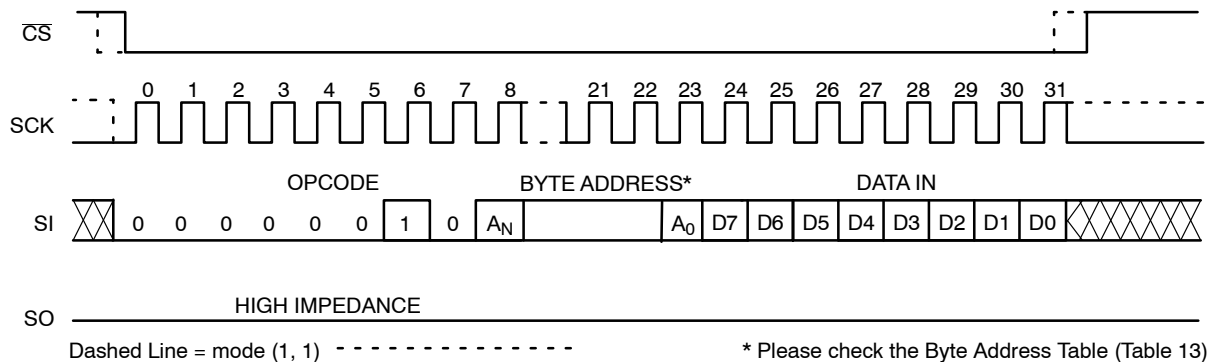 CS
0 1 2 3 4 5 6 7 8 21 22 23 24 25 26 27 28 29 30 31
SCK
OPCODE BYTE ADDRESS* DATA IN
SI 0 0 0 0 0 0 1 0 AN A0 D7 D6 D5 D4 D3 D2 D1 D0
HIGH IMPEDANCE
SO
Dashed Line = mode (1, 1) * Please check the Byte Address Table (Table 13)